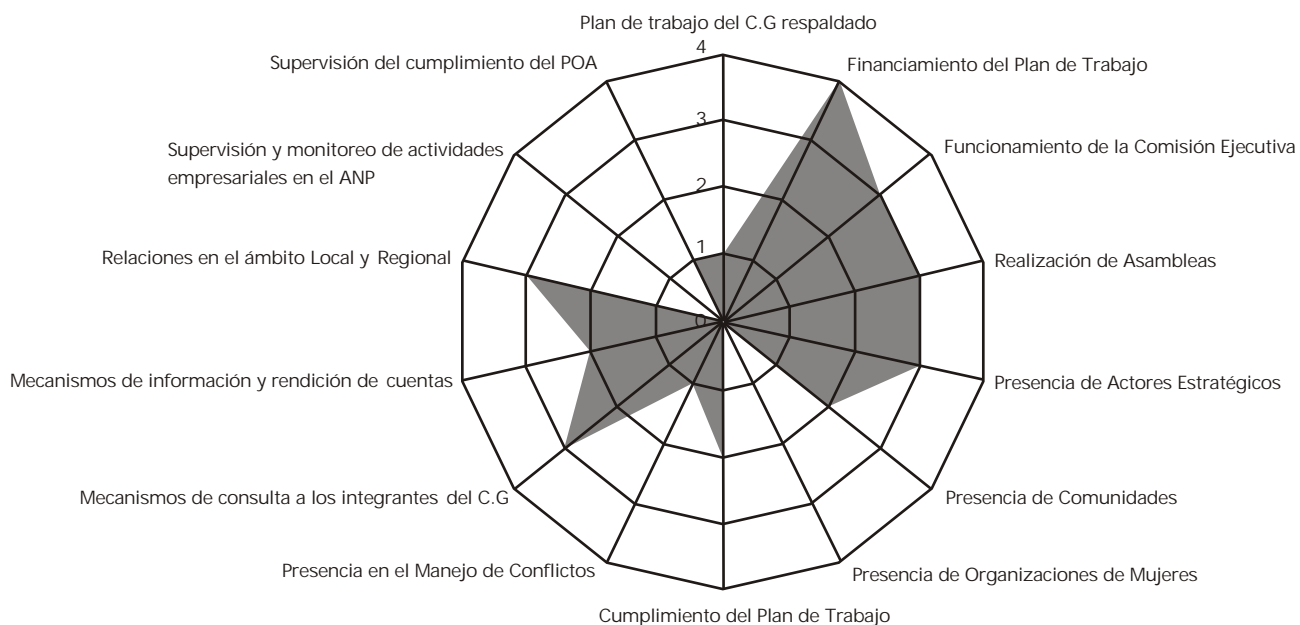 Plan de trabajo del C.G respaldado
4
Supervisión del cumplimiento del POA
Financiamiento del Plan de Trabajo
3
Supervisión y monitoreo de actividades
empresariales en el ANP
Funcionamiento de la Comisión Ejecutiva
2
1
Relaciones en el ámbito Local y Regional
Realización de Asambleas
0
Mecanismos de información y rendición de cuentas
Presencia de Actores Estratégicos
Mecanismos de consulta a los integrantes del C.G
Presencia de Comunidades
Presencia en el Manejo de Conflictos
Presencia de Organizaciones de Mujeres
Cumplimiento del Plan de Trabajo